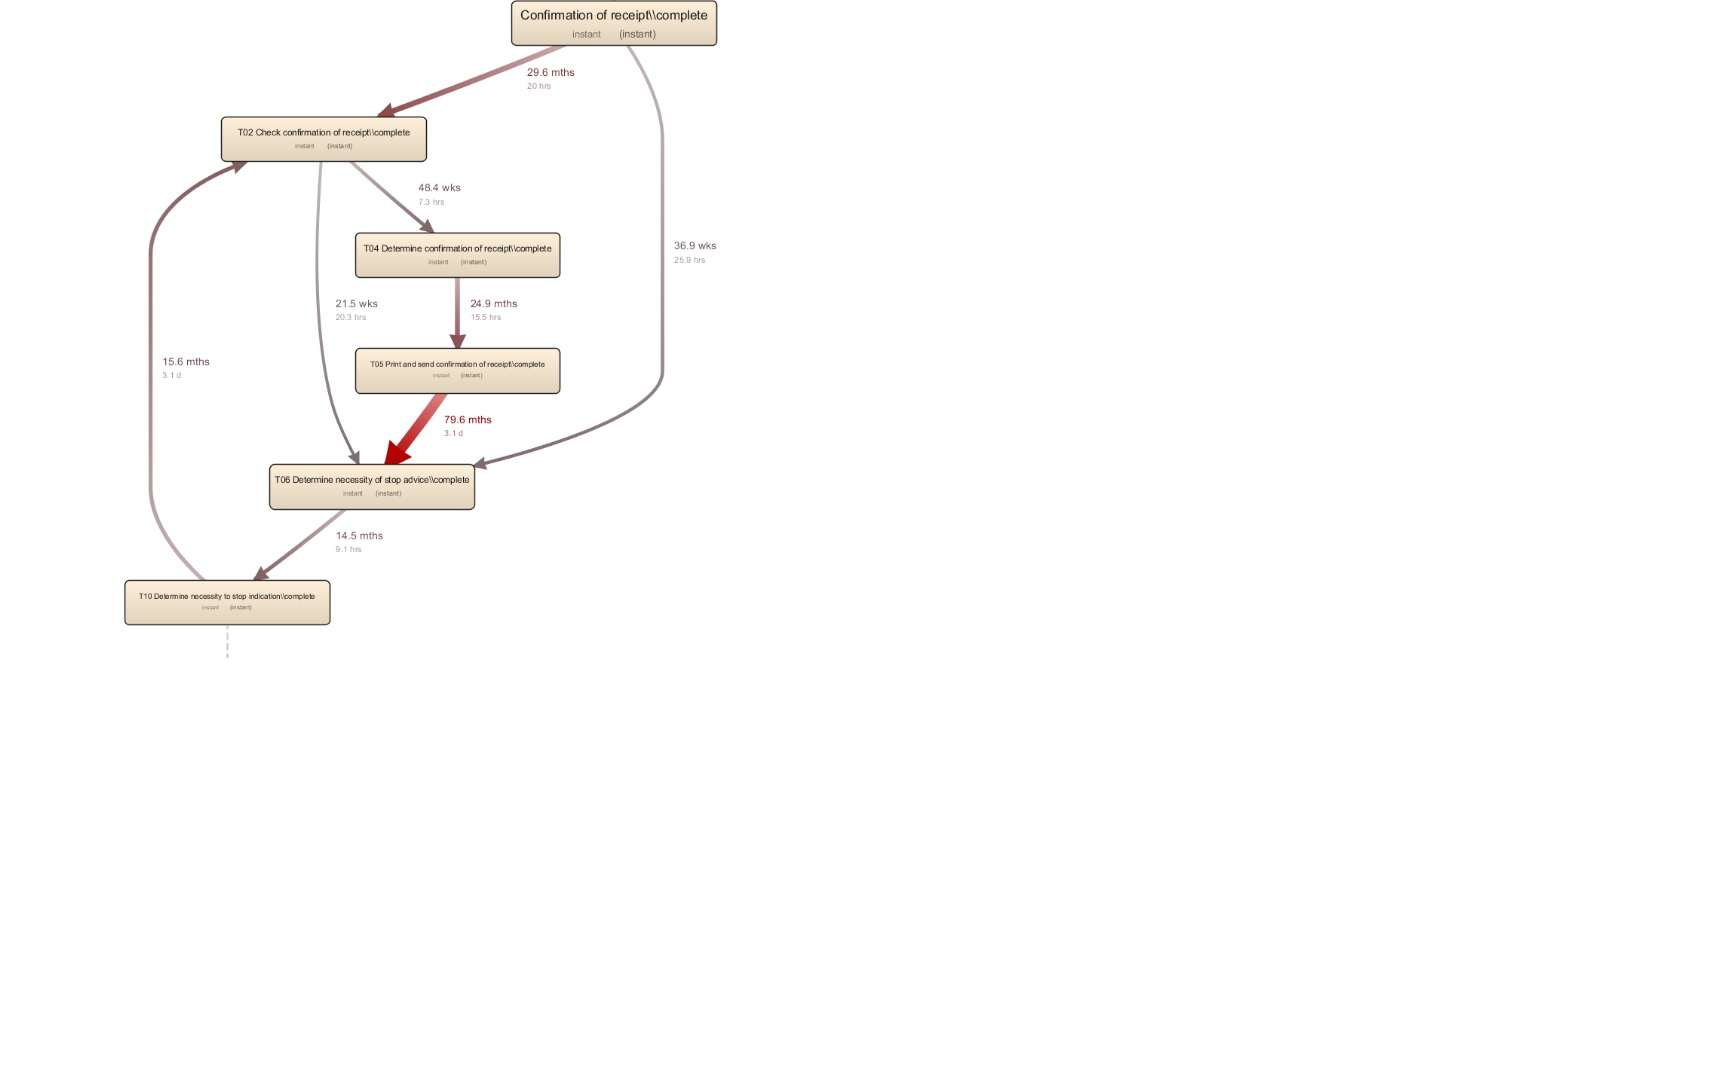 Confirmation of receipt\\complete
instant (instant)
29.6 mths
20 hrs
T02 Check confirmation of receipt\\complete
instant (instant)
48.4 wks
7.3 hrs
T04 Determine confirmation of receipt\\complete
instant (instant)
36.9 wks
25.9 hrs
21.5 wks
20.3 hrs
24.9 mths
15.5 hrs
T05 Print and send confirmation of receipt\\complete
instant (instant)
15.6 mths
3.1 d
79.6 mths
3.1 d
T06 Determine necessity of stop advice\\complete
instant (instant)
14.5 mths
9.1 hrs
T10 Determine necessity to stop indication\\complete
instant (instant)